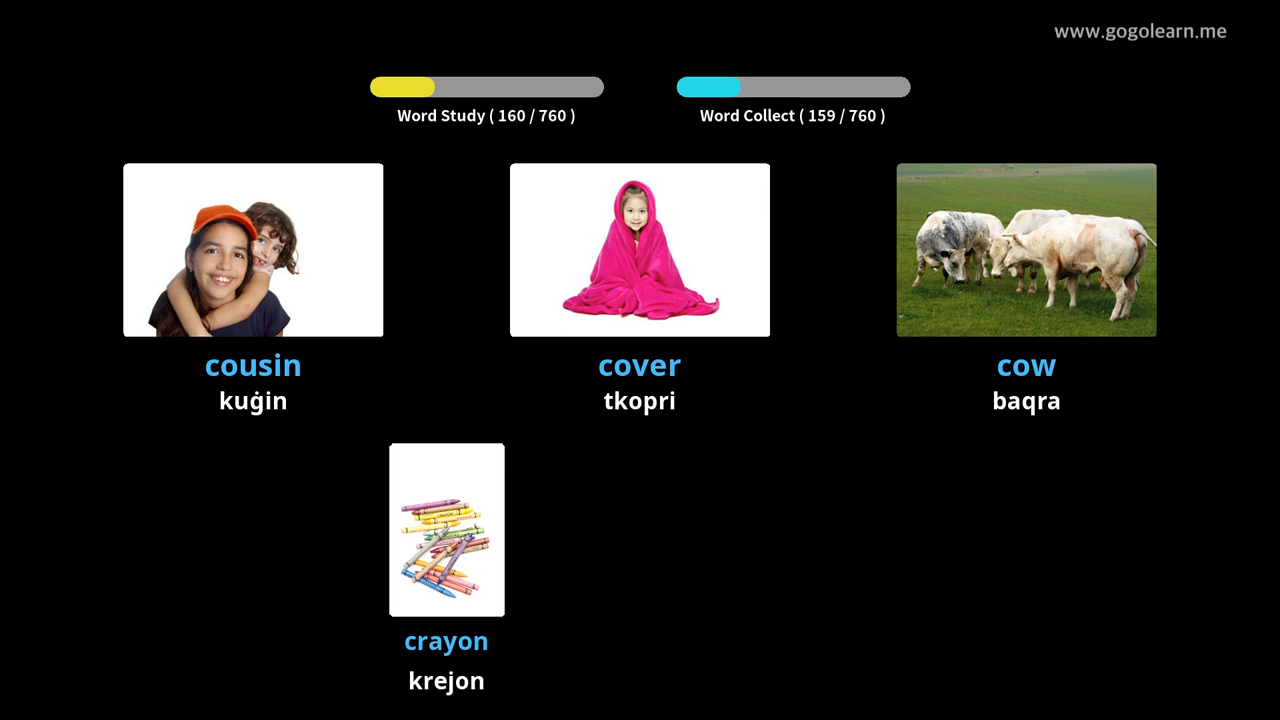 www.gogolearn.me
Word Study ( 160 / 760 )
Word Collect ( 159 / 760 )
cousin
kuġin
cover
tkopri
cow
baqra
crayon
krejon